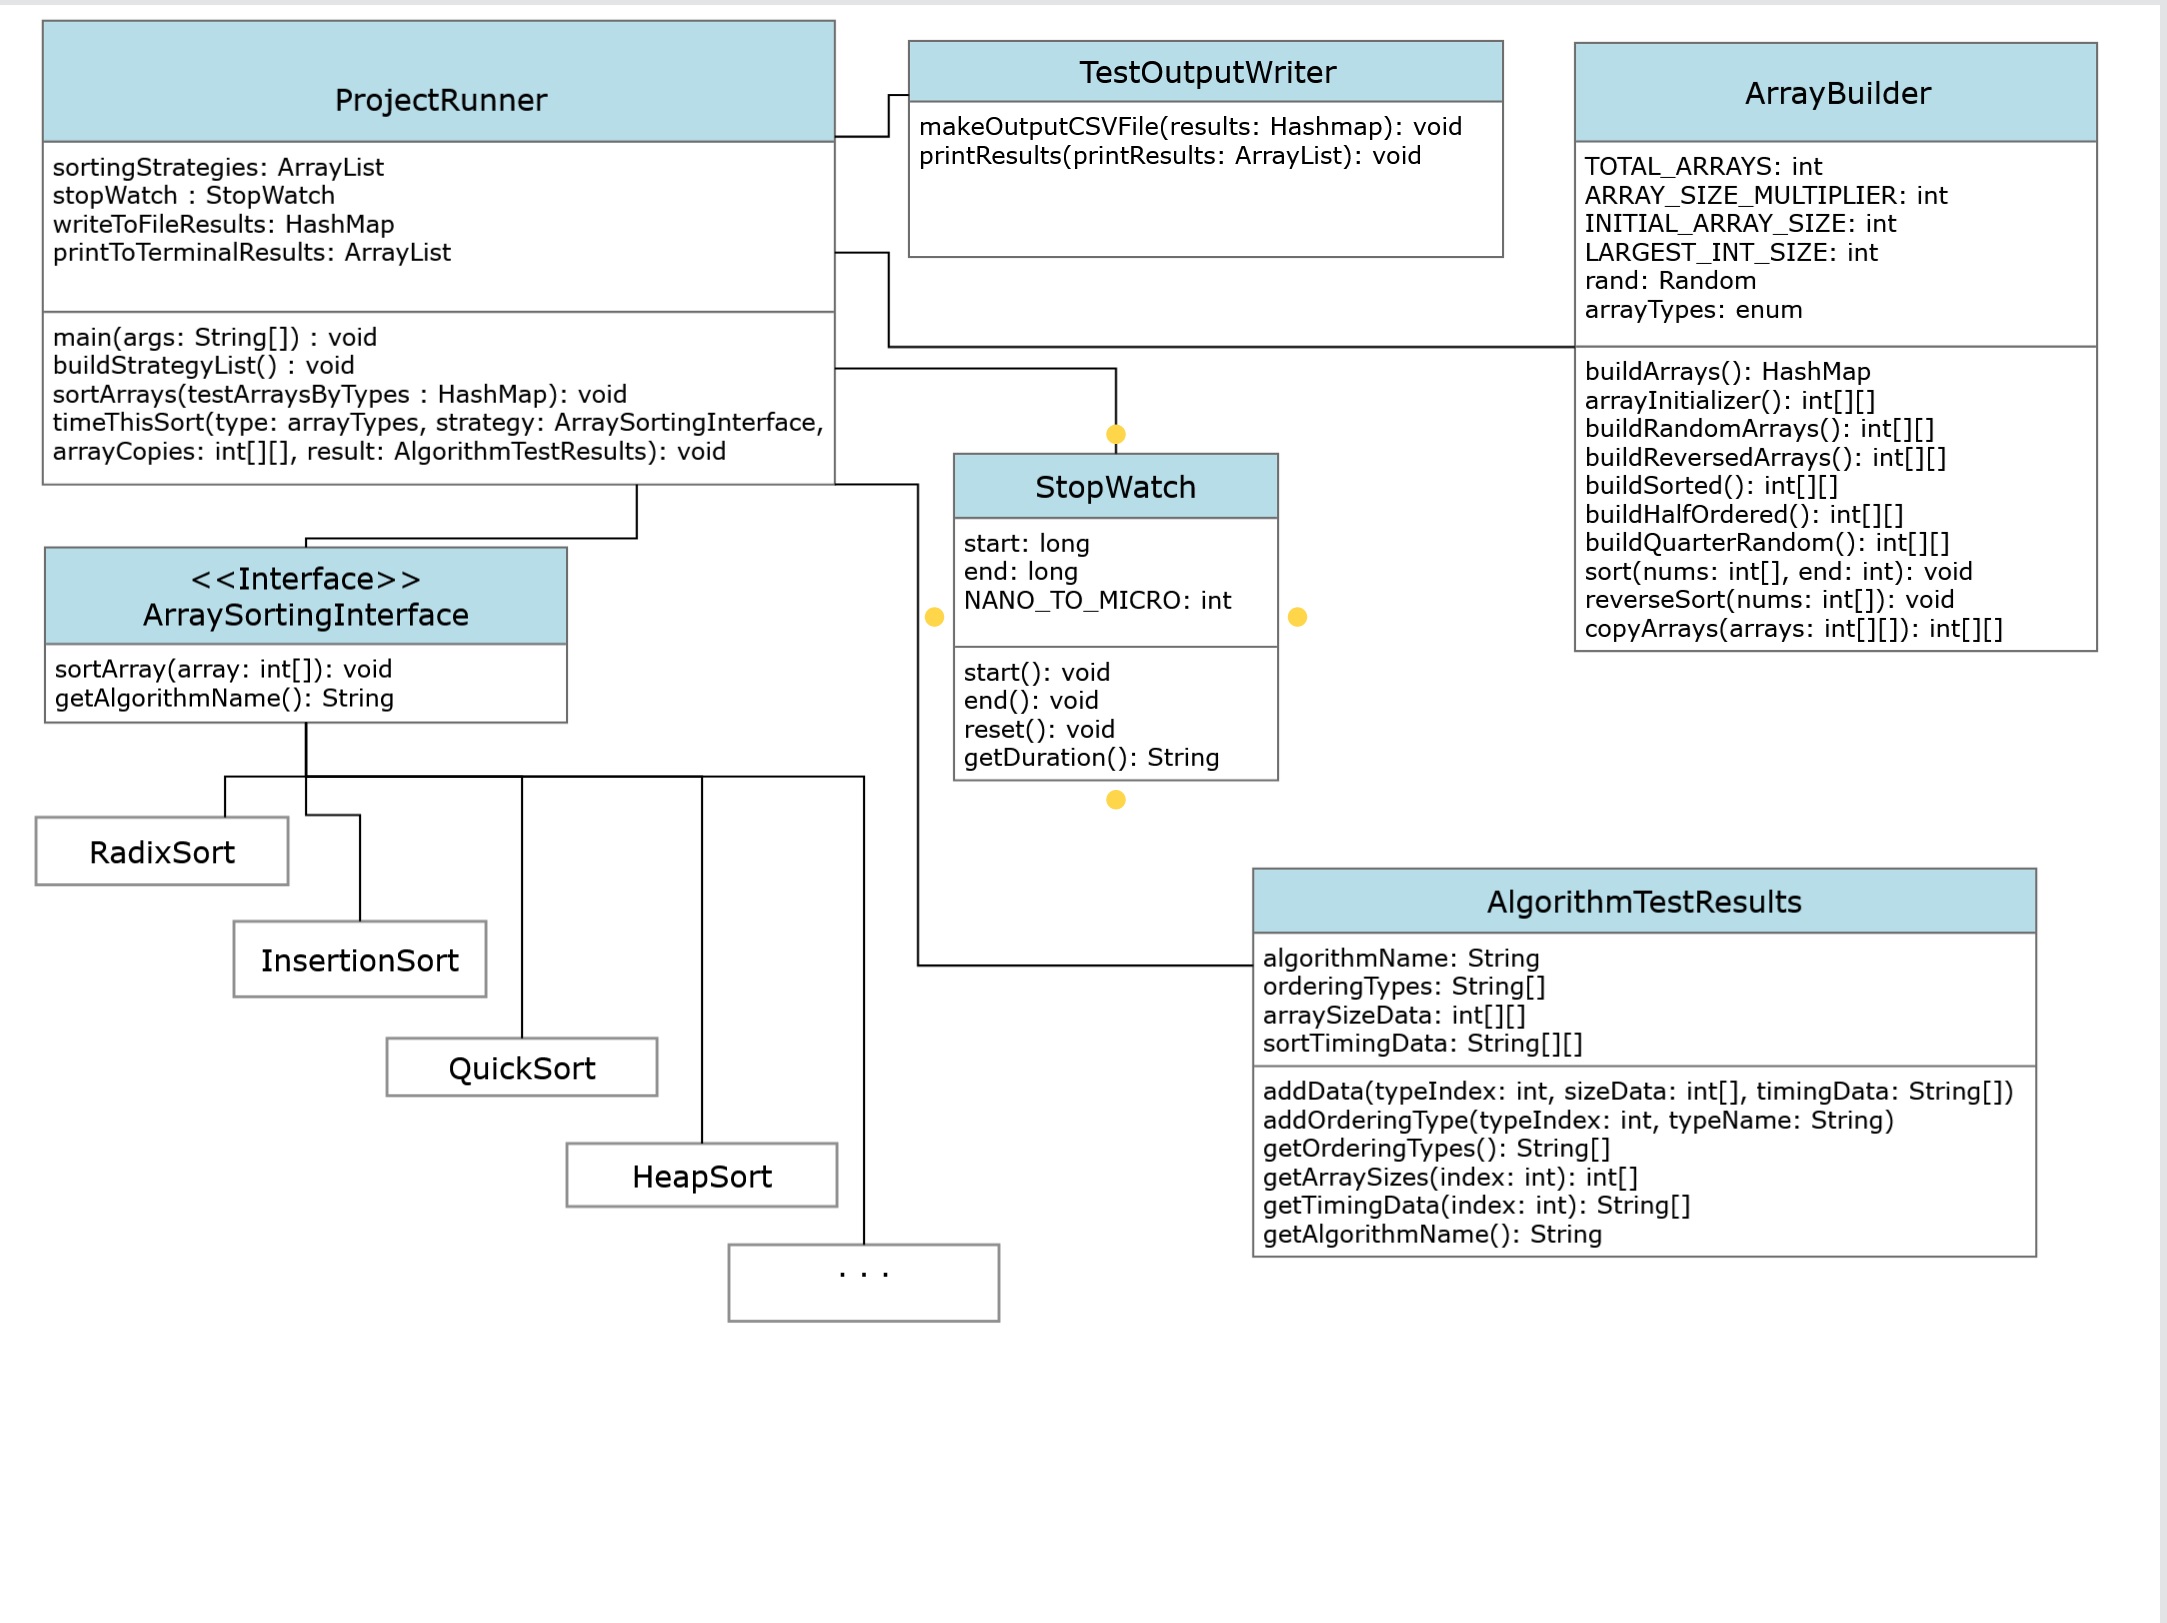 ProjectRunner
sortingStrategies: ArrayList
stopWatch : StopWatch
writeToFileResults: HashMap
printToTerminalResults: ArrayList
main(args: String[]) : void
buildStrategyList() : void
sortArrays(testArraysByTypes : HashMap): void
timeThisSort(type: arrayTypes, strategy: ArraySortingInterface,
arrayCopies: int[][], result: AlgorithmTestResults): void
TestOutputWriter
makeOutputCSVFile(results: Hashmap): void
printResults(printResults: ArrayList): void
ArrayBuilder
TOTAL_ARRAYS: int
ARRAY_SIZE_MULTIPLIER: int
INITIAL_ARRAY_SIZE: int
LARGEST_INT_SIZE: int
rand: Random
arrayTypes: enum
buildArrays(): HashMap
arrayInitializer(): int[][]
buildRandomArrays(): int[][]
buildReversedArrays(): int[][]
buildSorted(): int[][]
buildHalfOrdered(): int[][]
buildQuarterRandom(): int[][]
sort(nums: int[], end: int): void
reverseSort(nums: int[]): void
copyArrays(arrays: int[][]): int[][]
StopWatch
start: long
end: long
NANO_TO_MICRO: int
start(): void
end(): void
reset(): void
getDuration(): String
<<Interface>>
ArraySortingInterface
sortArray(array: int[]): void
getAlgorithmName(): String
RadixSort
InsertionSort
QuickSort
HeapSort
. . .
AlgorithmTestResults
algorithmName: String
orderingTypes: String[]
arraySizeData: int[][]
sortTimingData: String[][]
addData(typeIndex: int, sizeData: int[], timingData: String[])
addOrderingType(typeIndex: int, typeName: String)
getOrderingTypes(): String[]
getArraySizes(index: int): int[]
getTimingData(index: int): String[]
getAlgorithmName(): String